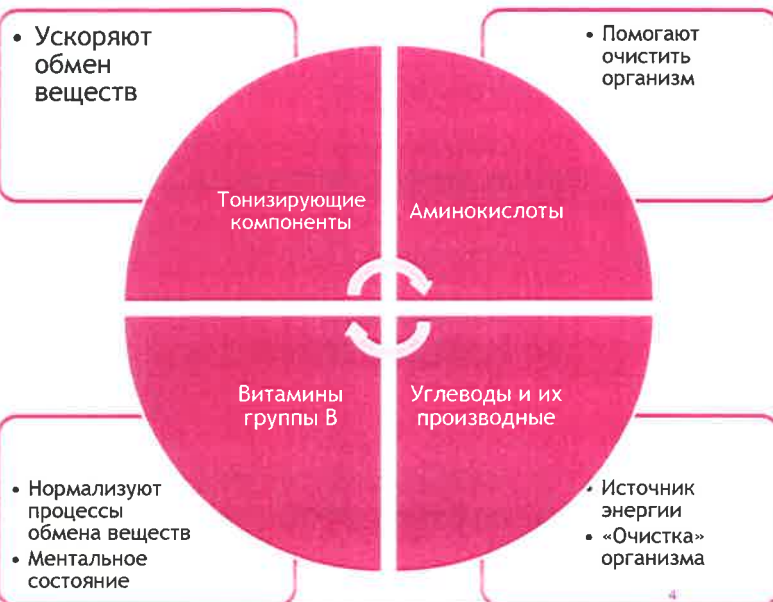 • Ускоряют
обмен
веществ
• Помогают
очистить
организм
Тонизирующие
компоненты
Аминокислоты
Витамины
группы В
Углеводы и их
производные
• Нормализуют
процессы
обмена веществ
• Ментальное
состояние
• Источник
энергии
• «Очистка»
организма
4